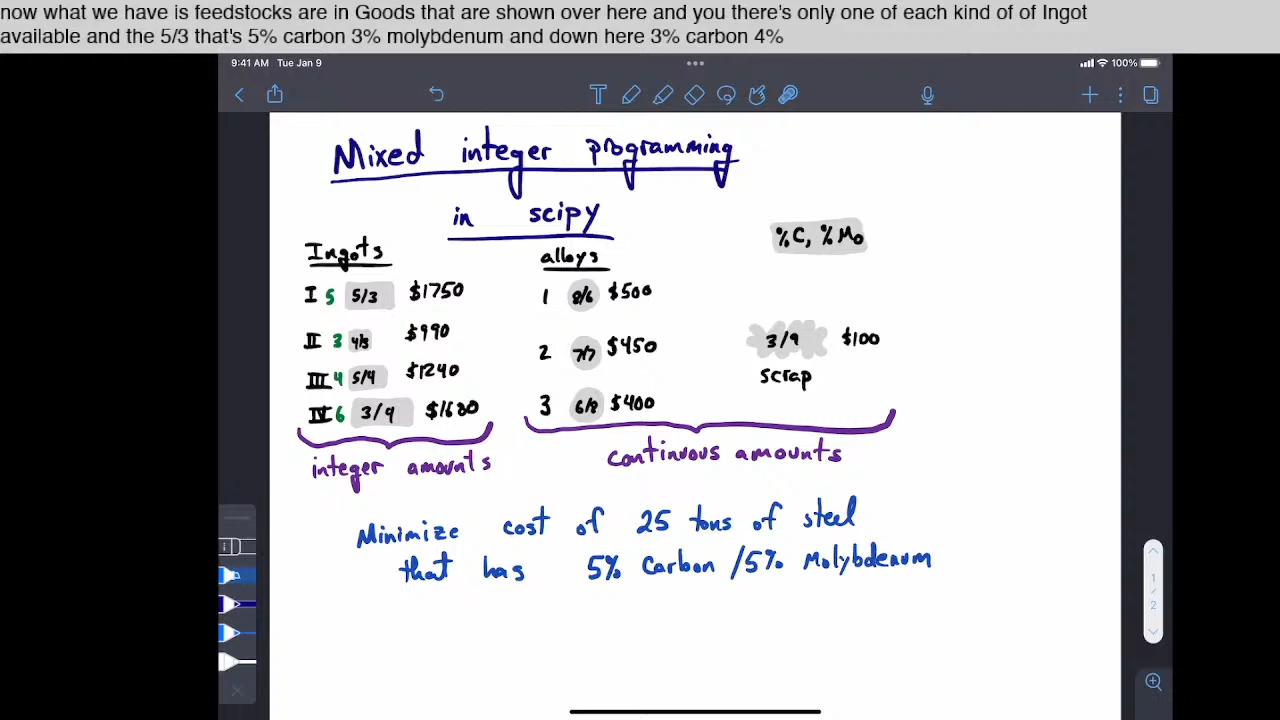 now what we have is feedstocks are in Goods that are shown over here and you there's only one of each kind of of Ingot
available and the 5/3 that's 5% carbon 3% molybdenum and down here 3% carbon 4%
9:41 AM Tue Jan 9
100%
Mixed integer programming
in scipy
%C, %Mo
Ingots
alloys
I 5 5/3 $1750
1 8/6 $500
II 3 4/3 $990
2 7/7 $450
3/9 $100
scrap
III 4 5/4 $1240
IV 6 3/4 $1680
3 6/8 $400
integer amounts
continuous amounts
Minimize cost of 25 tons of steel
that has 5% Carbon /5% Molybdenum
1
/
2